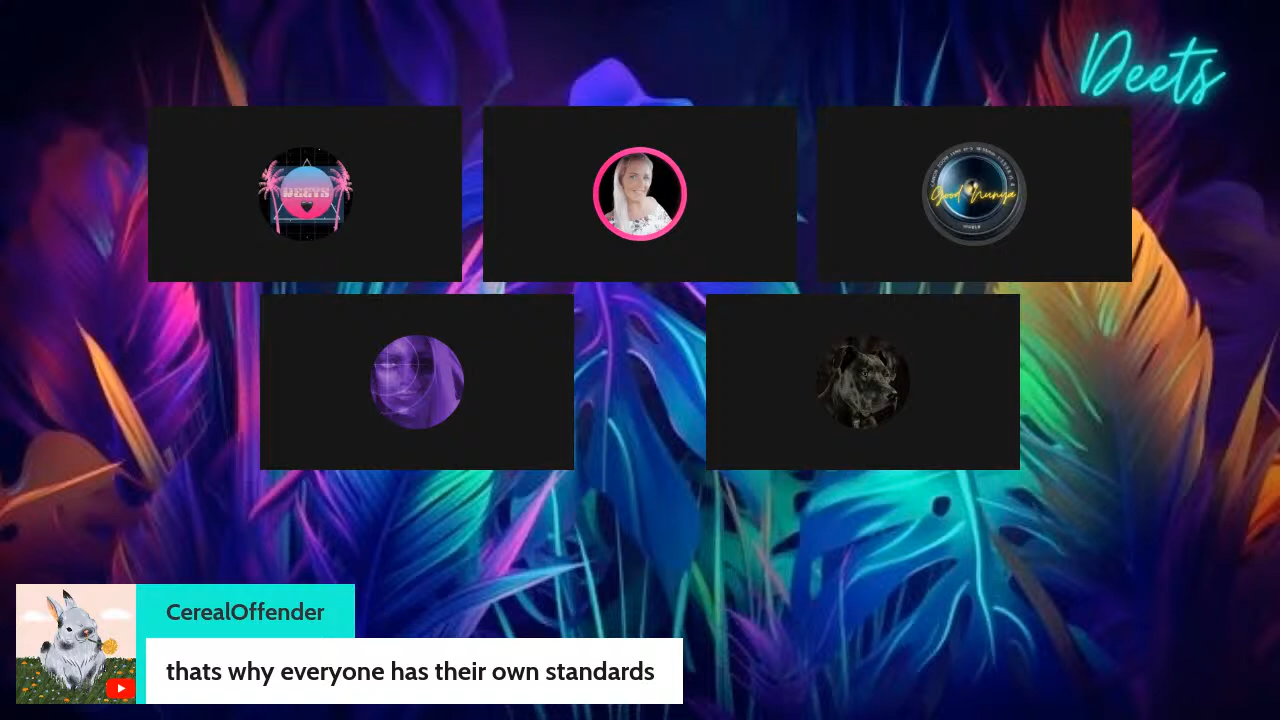 Deets
DEETS
Good Nunya
CerealOffender
thats why everyone has their own standards